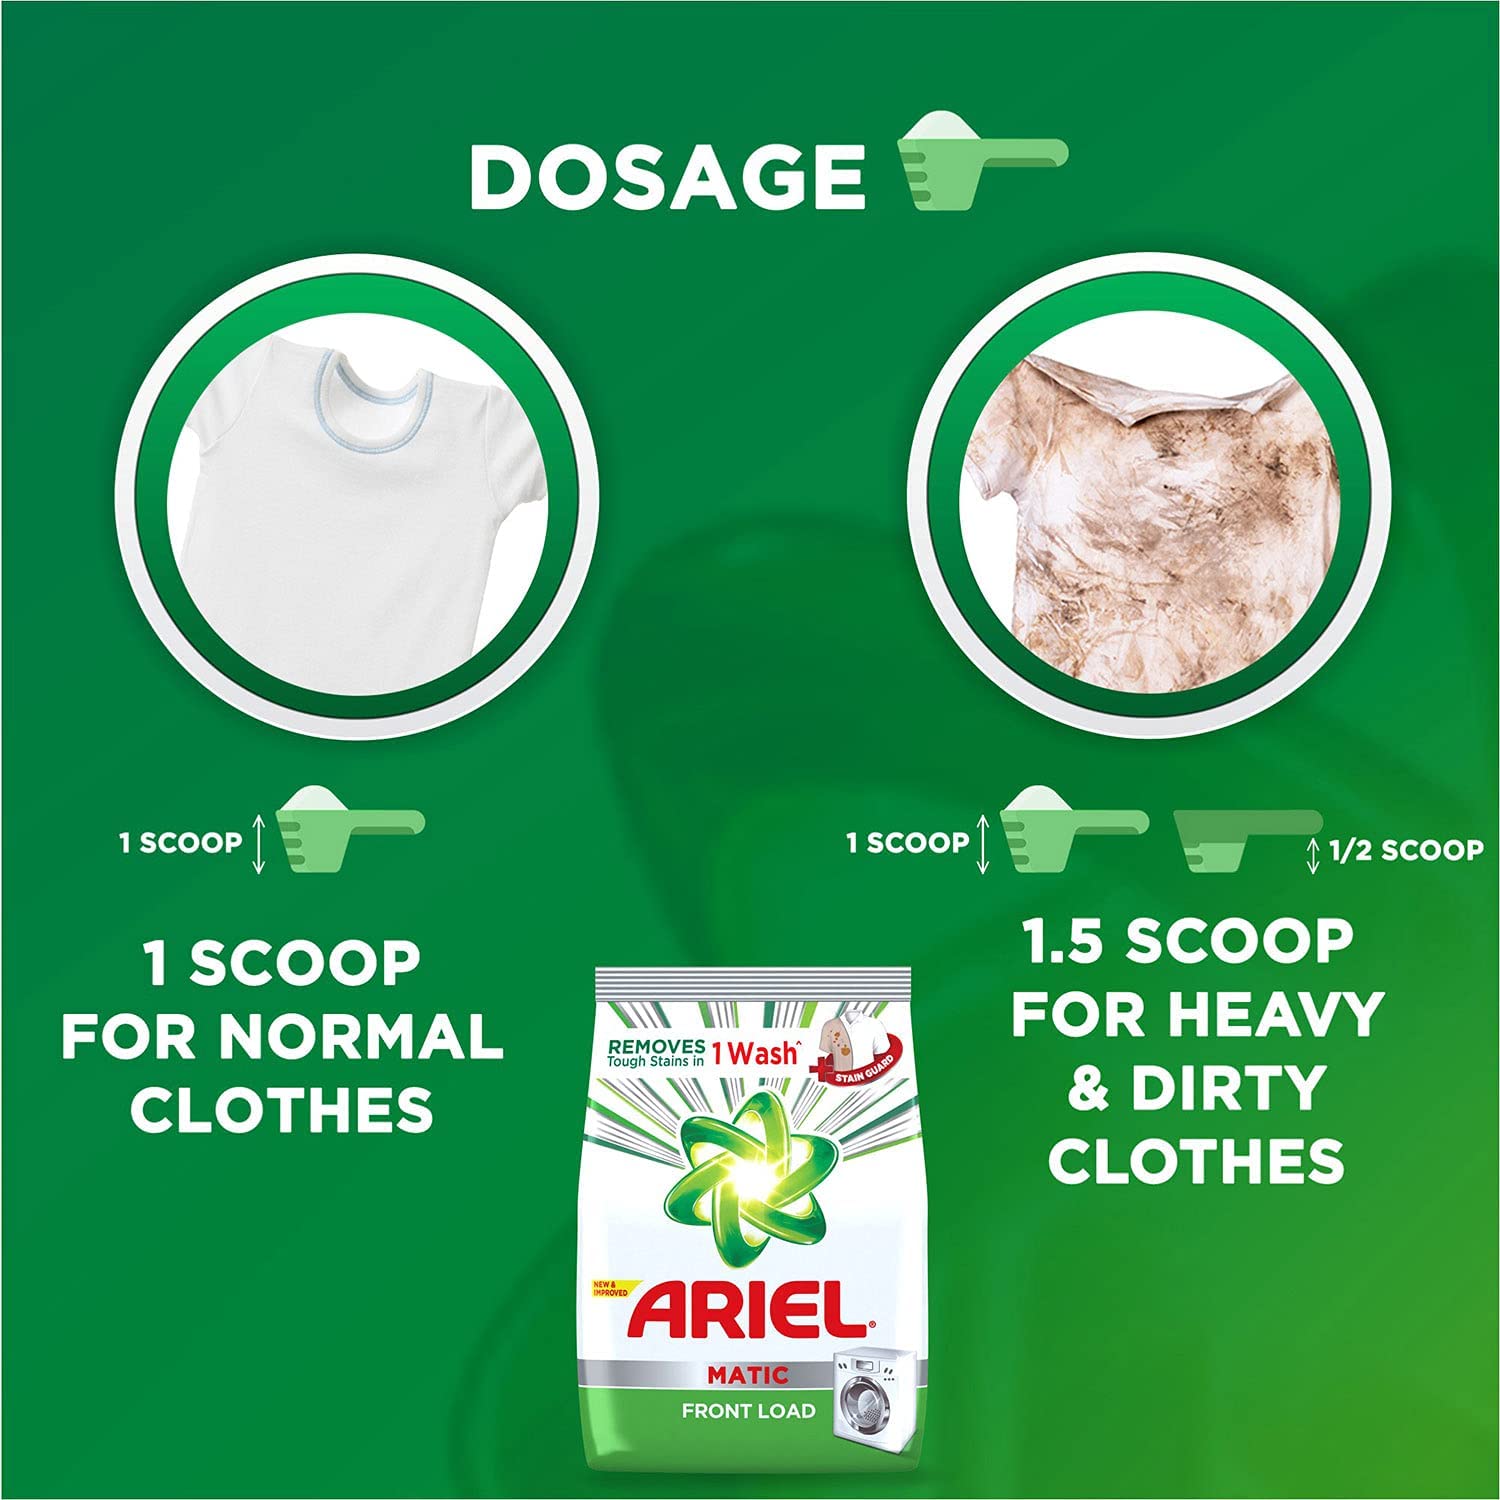 DOSAGE
1 SCOOP
1 SCOOP
FOR NORMAL
CLOTHES
1 SCOOP
1/2 SCOOP
1.5 SCOOP
FOR HEAVY
& DIRTY
CLOTHES
REMOVES
Tough Stains in
1 Wash^
STAIN GUARD
NEW &
IMPROVED
ARIEL®
MATIC
FRONT LOAD